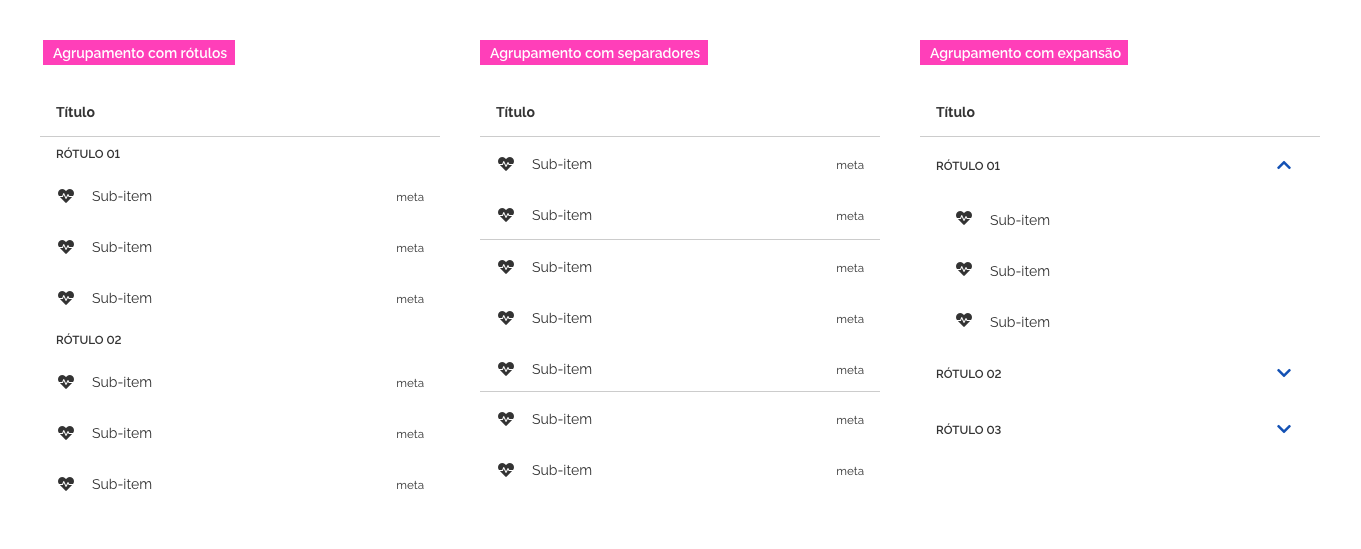 Agrupamento com rótulos
Título
RÓTULO 01
Sub-item meta
Sub-item meta
Sub-item meta
RÓTULO 02
Sub-item meta
Sub-item meta
Sub-item meta
Agrupamento com separadores
Título
Sub-item meta
Sub-item meta
Sub-item meta
Sub-item meta
Sub-item meta
Sub-item meta
Sub-item meta
Agrupamento com expansão
Título
RÓTULO 01
Sub-item
Sub-item
Sub-item
RÓTULO 02
RÓTULO 03